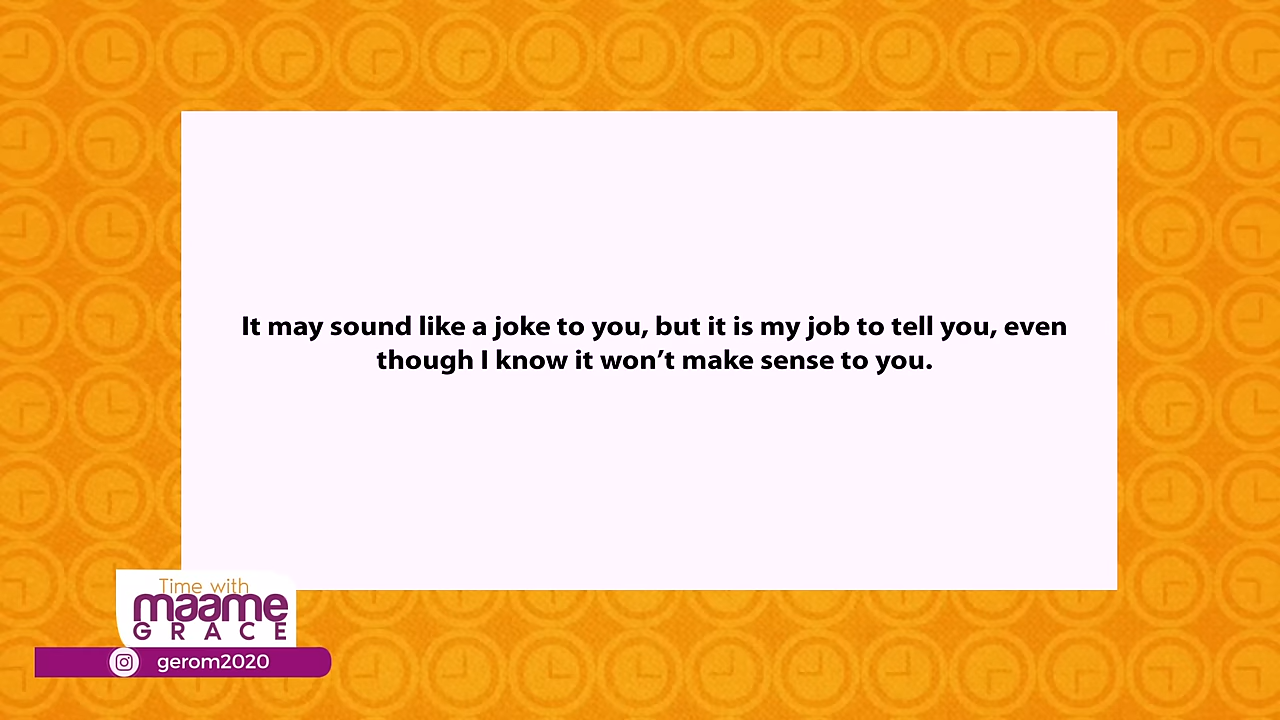 It may sound like a joke to you, but it is my job to tell you, even
though I know it won’t make sense to you.
Time with
maame
GRACE
gerom2020